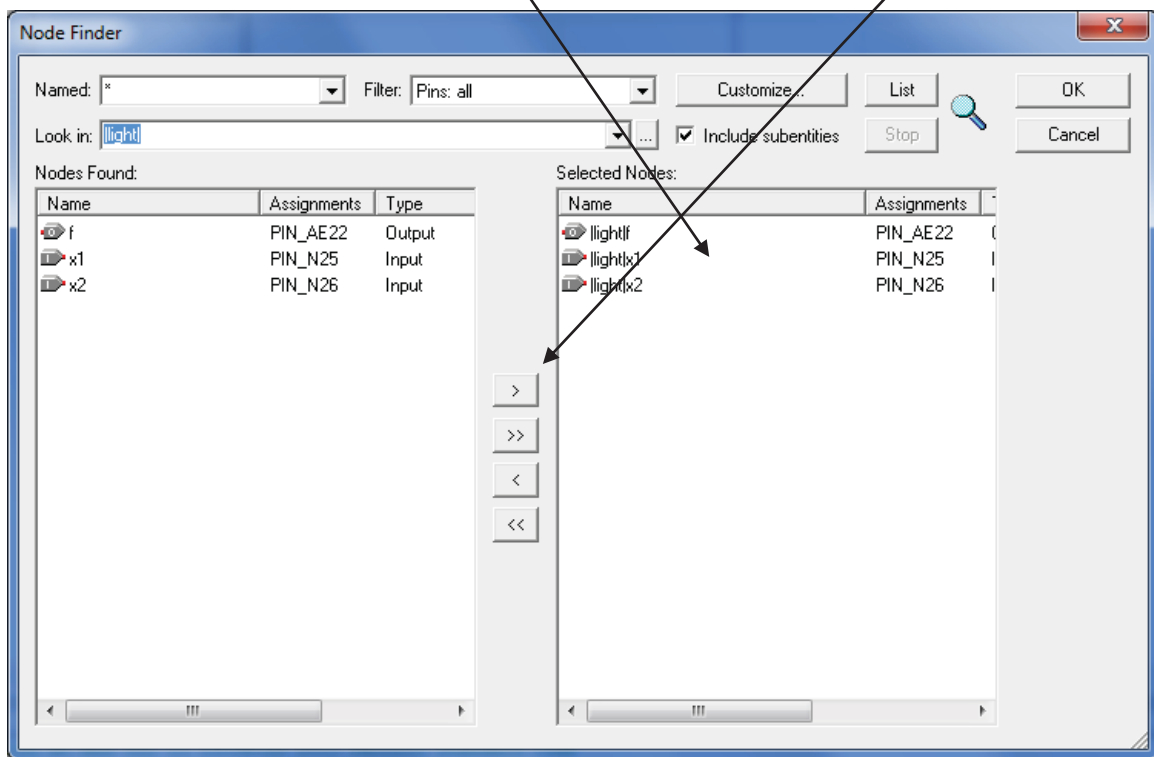 Node Finder
Named: * Filter: Pins: all Customize... List OK
Look in: |light| ... Include subentities Stop Cancel
Nodes Found: Selected Nodes:
Name Assignments Type Name Assignments
f PIN_AE22 Output |light|f PIN_AE22
x1 PIN_N25 Input |light|x1 PIN_N25 I
x2 PIN_N26 Input |light|x2 PIN_N26 I
>
>>
<
<<